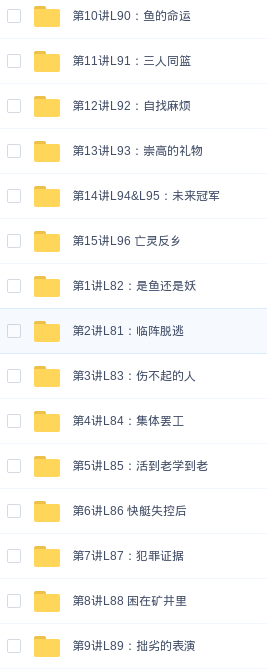 第10讲L90：鱼的命运
第11讲L91：三人同篮
第12讲L92：自找麻烦
第13讲L93：崇高的礼物
第14讲L94&L95：未来冠军
第15讲L96 亡灵反乡
第1讲L82：是鱼还是妖
第2讲L81：临阵脱逃
第3讲L83：伤不起的人
第4讲L84：集体罢工
第5讲L85：活到老学到老
第6讲L86 快艇失控后
第7讲L87：犯罪证据
第8讲L88 困在矿井里
第9讲L89：拙劣的表演